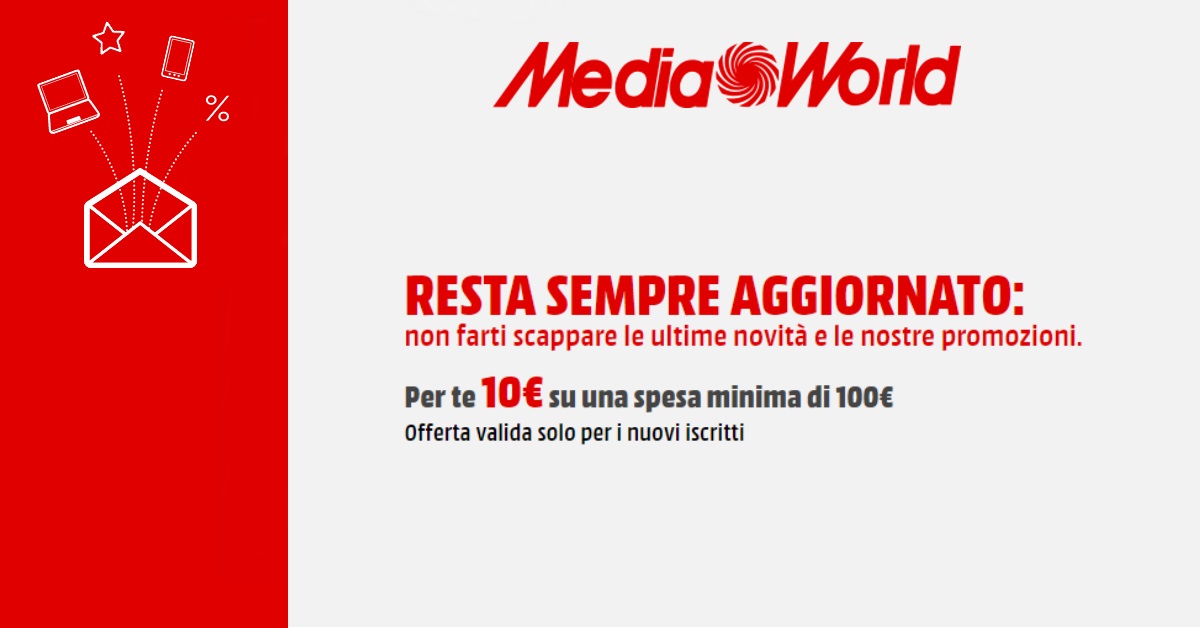 MediaWorld
%
RESTA SEMPRE AGGIORNATO:
non farti scappare le ultime novità e le nostre promozioni.
Per te 10€ su una spesa minima di 100€
Offerta valida solo per i nuovi iscritti